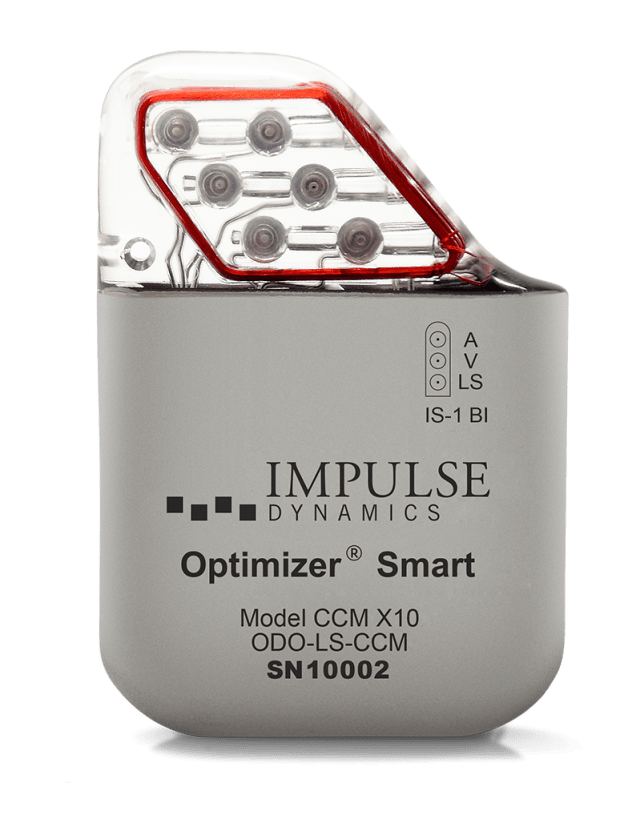 A
V
LS
IS-1 BI
IMPULSE
DYNAMICS
Optimizer® Smart
Model CCM X10
ODO-LS-CCM
SN10002